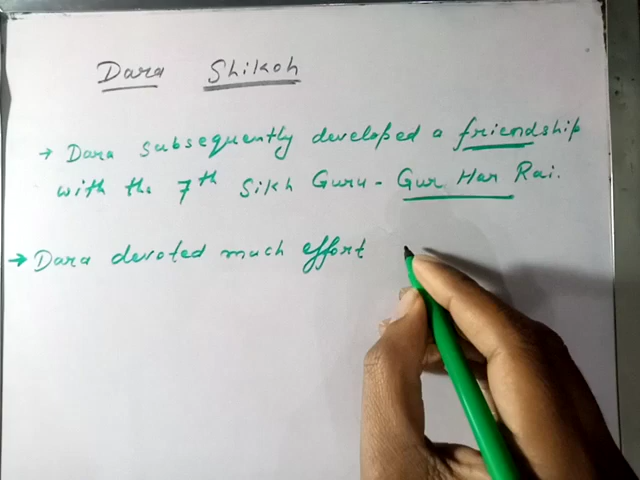 Dara Shikoh
→ Dara subsequently developed a friendship
with the 7th Sikh Guru - Gur Har Rai.
→ Dara devoted much effort